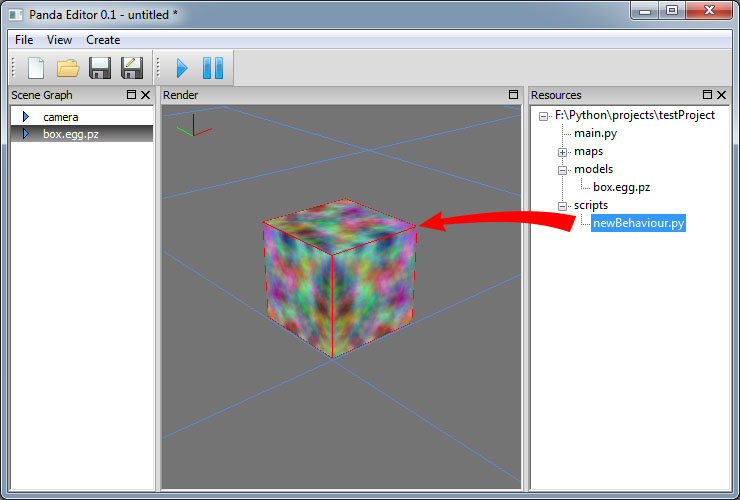 Panda Editor 0.1 - untitled *
File View Create
Scene Graph
camera
box.egg.pz
Render
Resources
F:\Python\projects\testProject
main.py
maps
models
box.egg.pz
scripts
newBehaviour.py